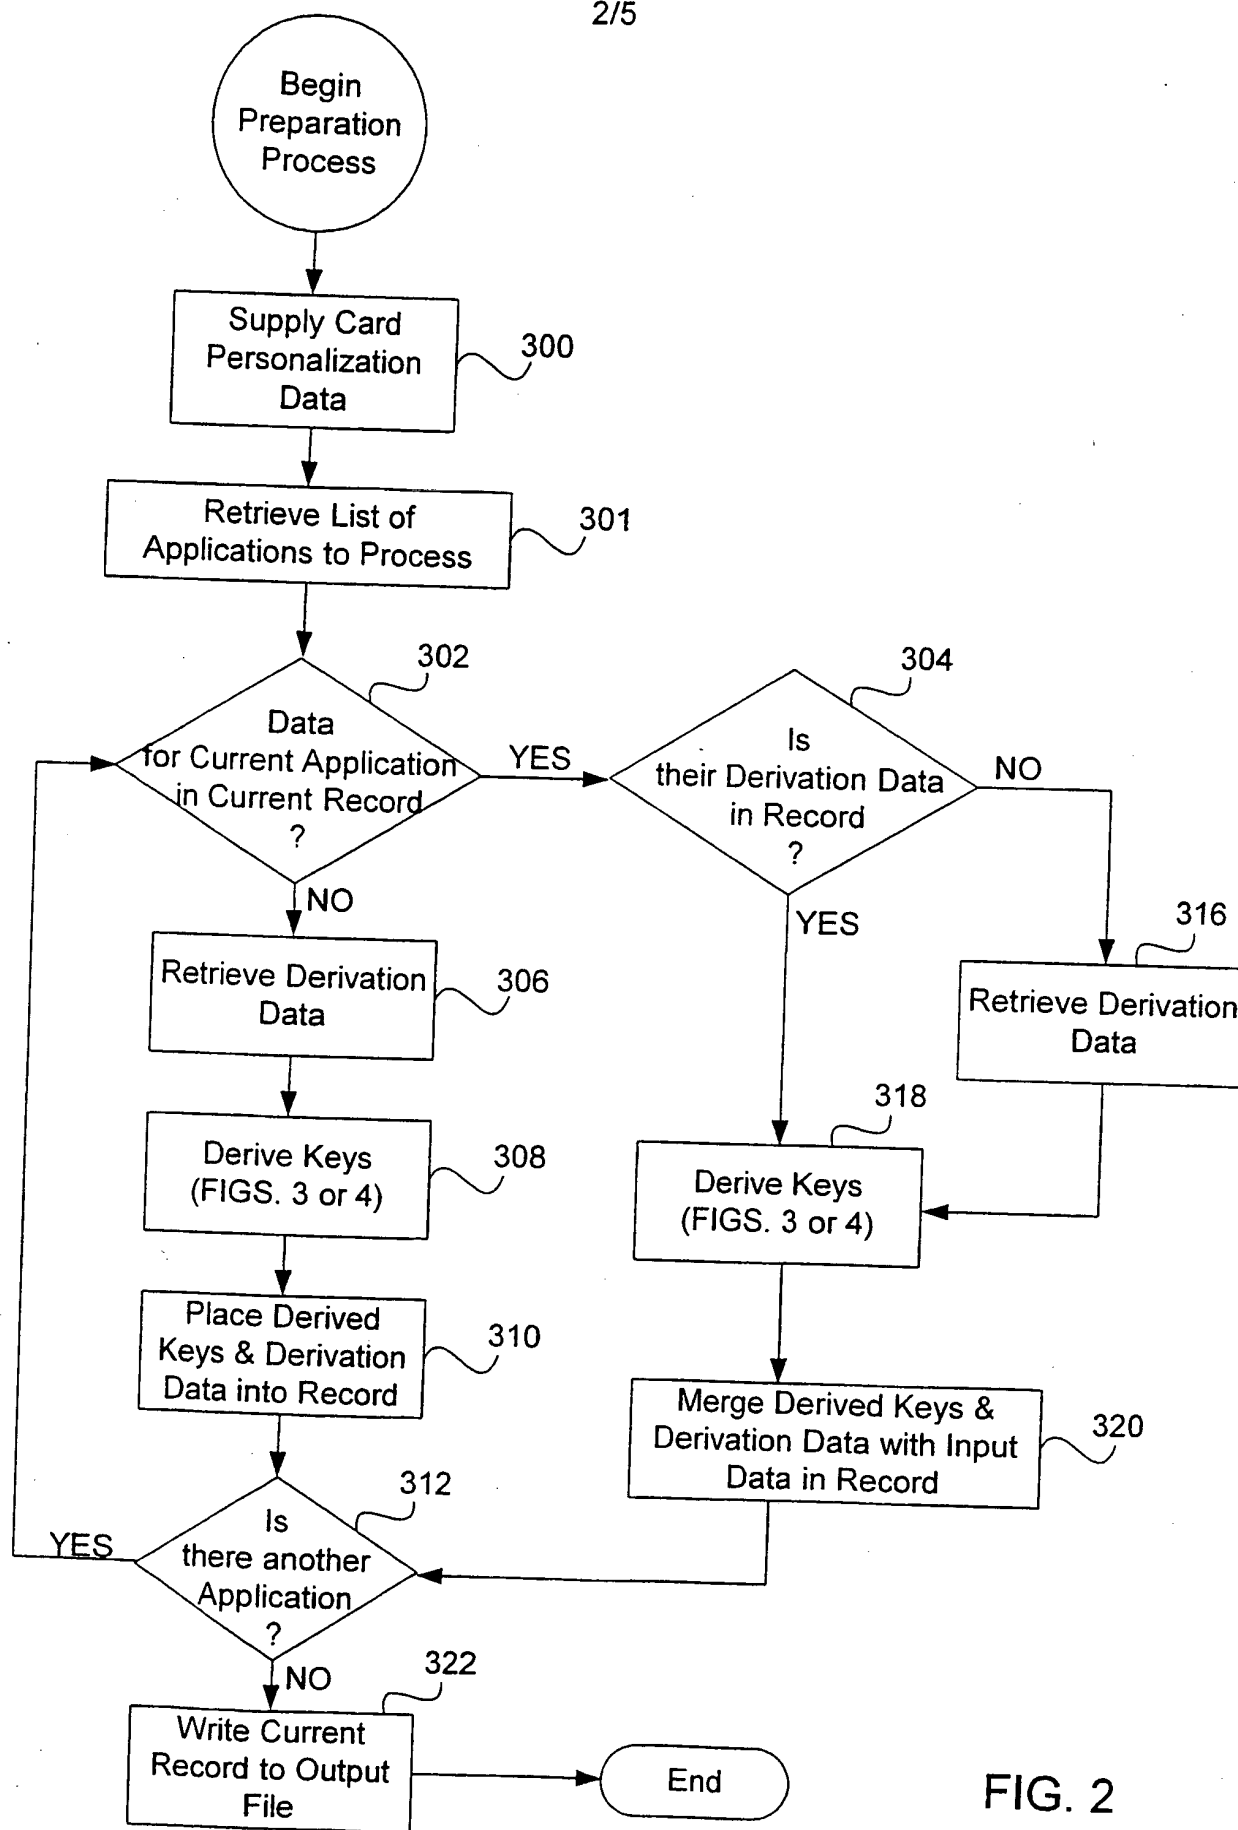 2/5
Begin
Preparation
Process
Supply Card
Personalization
Data
300
Retrieve List of
Applications to Process
301
302
Data
for Current Application
in Current Record
?
YES
304
Is
their Derivation Data
in Record
?
NO
NO
YES
316
Retrieve Derivation
Data
306
Retrieve Derivation
Data
318
Derive Keys
(FIGS. 3 or 4)
308
Derive Keys
(FIGS. 3 or 4)
Place Derived
Keys & Derivation
Data into Record
310
Merge Derived Keys &
Derivation Data with Input
Data in Record
320
312
Is
there another
Application
?
YES
NO
322
Write Current
Record to Output
File
End
FIG. 2